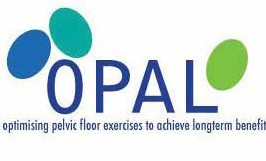 OPAL
optimising pelvic floor exercises to achieve longterm benefit